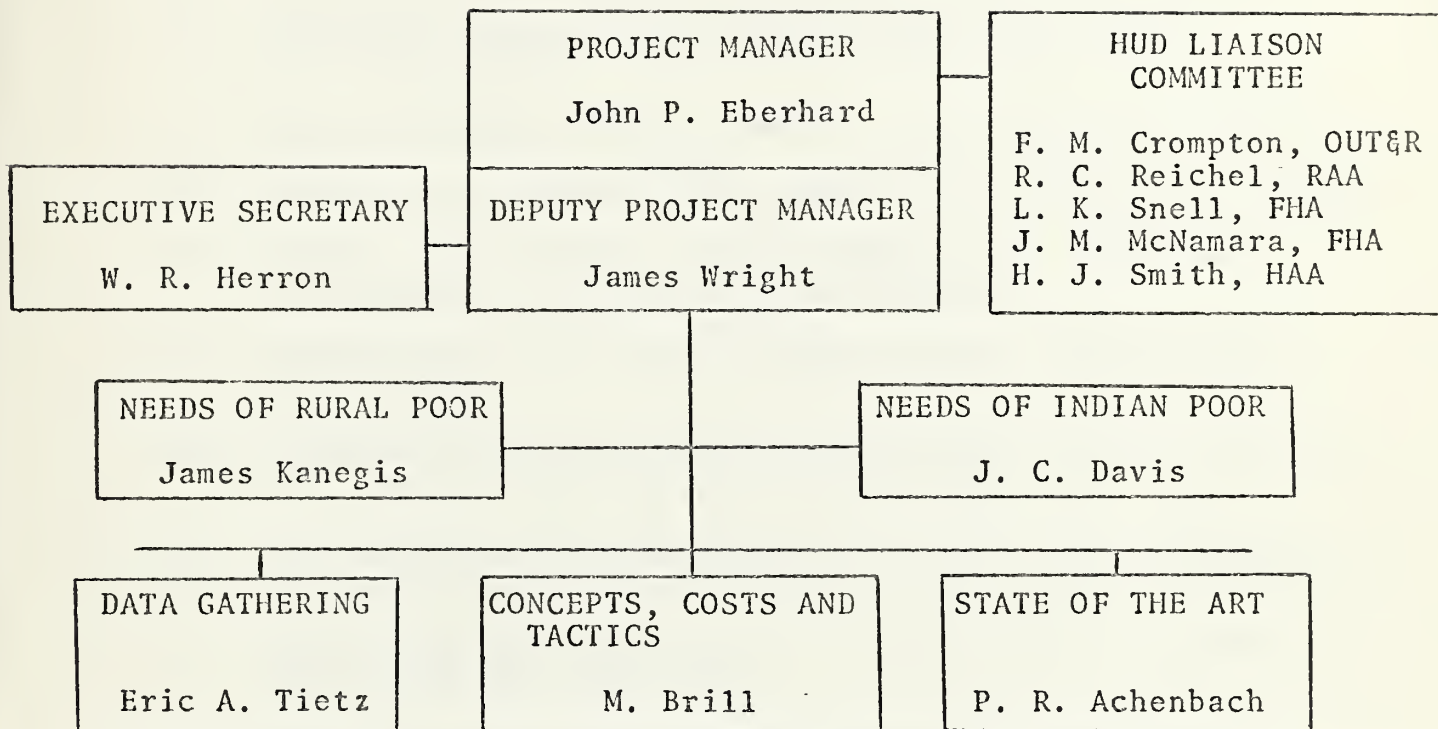 PROJECT MANAGER
John P. Eberhard
HUD LIAISON
COMMITTEE
F. M. Crompton, OUT&R
R. C. Reichel, RAA
L. K. Snell, FHA
J. M. McNamara, FHA
H. J. Smith, HAA
EXECUTIVE SECRETARY
W. R. Herron
DEPUTY PROJECT MANAGER
James Wright
NEEDS OF RURAL POOR
James Kanegis
NEEDS OF INDIAN POOR
J. C. Davis
DATA GATHERING
Eric A. Tietz
CONCEPTS, COSTS AND
TACTICS
M. Brill
STATE OF THE ART
P. R. Achenbach